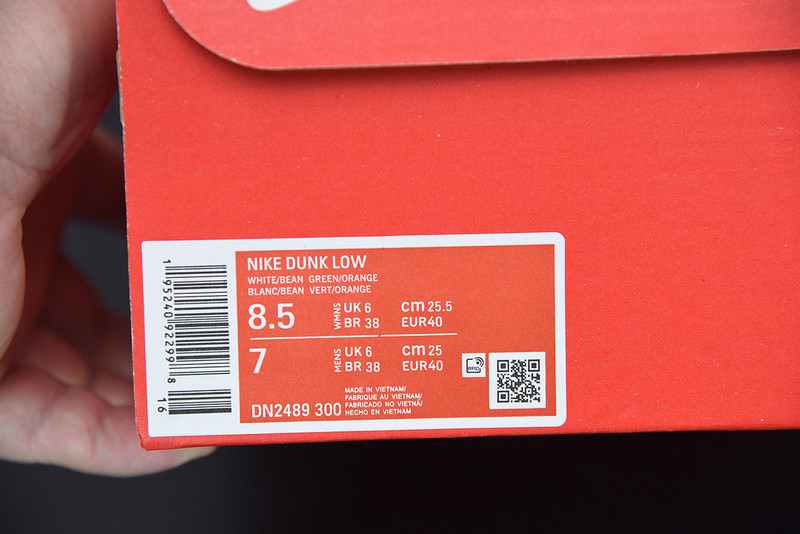 NIKE DUNK LOW
WHITE/BEAN GREEN/ORANGE
BLANC/BEAN VERT/ORANGE
8.5 WMNS UK 6 cm 25.5
BR 38 EUR40
7 MENS UK 6 cm 25
BR 38 EUR40
RFID
MADE IN VIETNAM/
FABRIQUE AU VIETNAM/
FABRICADO NO VIETNÃ/
HECHO EN VIETNAM
DN2489 300
1 95240 92299 8
16